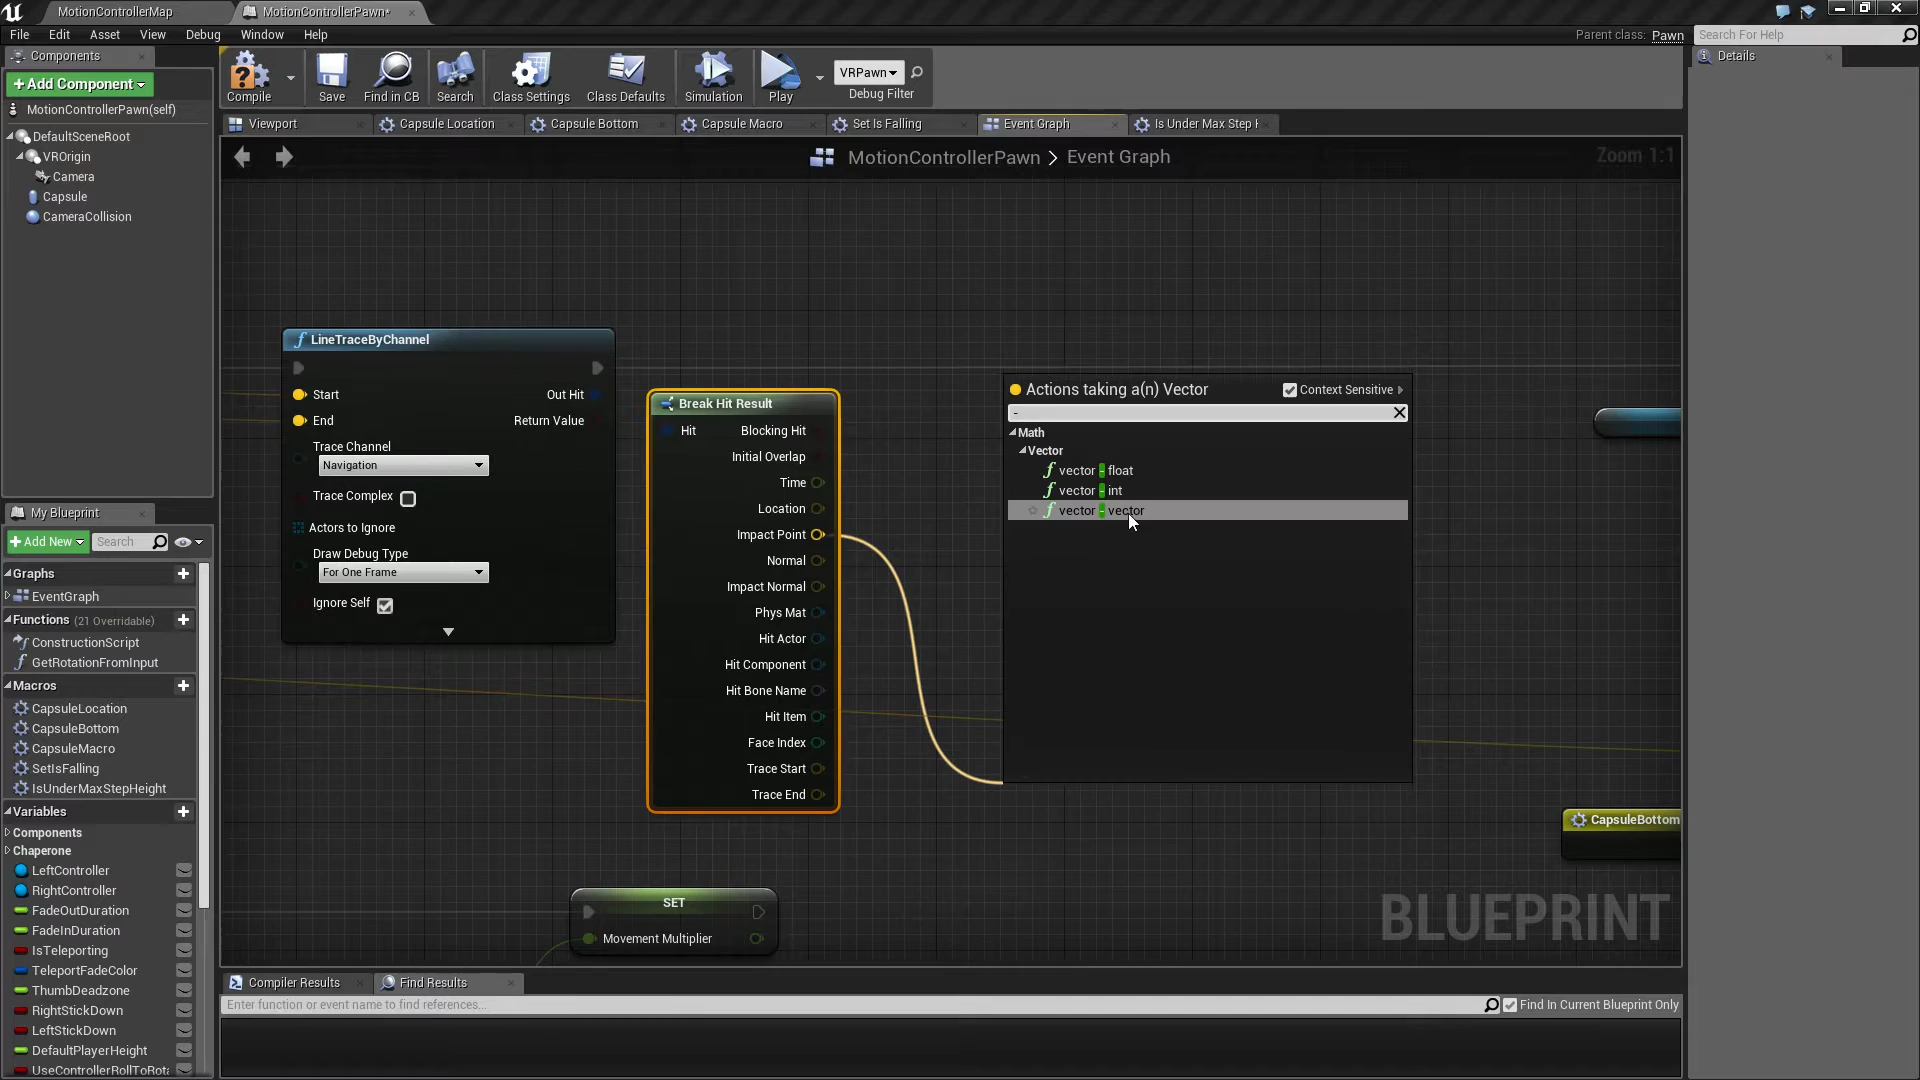 MotionControllerMap
MotionControllerPawn*
File Edit Asset View Debug Window Help
Parent class: Pawn
Search For Help
Components
+ Add Component
MotionControllerPawn(self)
DefaultSceneRoot
VROrigin
Camera
Capsule
CameraCollision
Compile
Save
Find in CB
Search
Class Settings
Class Defaults
Simulation
Play
VRPawn
Debug Filter
Details
Viewport
Capsule Location
Capsule Bottom
Capsule Macro
Set Is Falling
Event Graph
Is Under Max Step H
MotionControllerPawn > Event Graph
Zoom 1:1
LineTraceByChannel
Start
Out Hit
End
Return Value
Trace Channel
Navigation
Trace Complex
Actors to Ignore
Draw Debug Type
For One Frame
Ignore Self
Break Hit Result
Hit
Blocking Hit
Initial Overlap
Time
Location
Impact Point
Normal
Impact Normal
Phys Mat
Hit Actor
Hit Component
Hit Bone Name
Hit Item
Face Index
Trace Start
Trace End
Actions taking a(n) Vector
Context Sensitive
-
Math
Vector
vector - float
vector - int
vector - vector
CapsuleBottom
SET
Movement Multiplier
BLUEPRINT
My Blueprint
+ Add New
Search
Graphs
EventGraph
Functions (21 Overridable)
ConstructionScript
GetRotationFromInput
Macros
CapsuleLocation
CapsuleBottom
CapsuleMacro
SetIsFalling
IsUnderMaxStepHeight
Variables
Components
Chaperone
LeftController
RightController
FadeOutDuration
FadeInDuration
IsTeleporting
TeleportFadeColor
ThumbDeadzone
RightStickDown
LeftStickDown
DefaultPlayerHeight
UseControllerRollToRota
Compiler Results
Find Results
Enter function or event name to find references...
Find In Current Blueprint Only